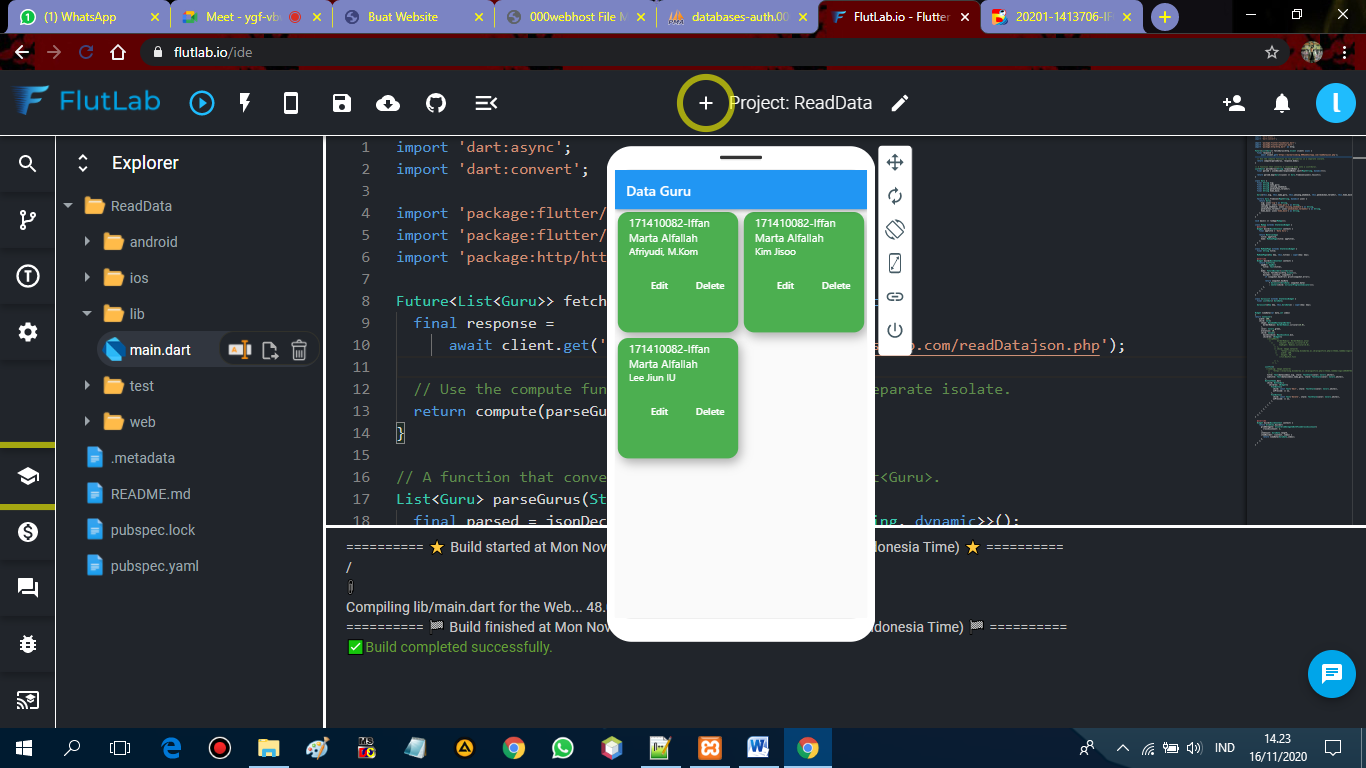 (1) WhatsApp
Meet - ygf-vb
Buat Website
000webhost File M
databases-auth.00
FlutLab.io - Flutter
20201-1413706-IF
flutlab.io/ide
FlutLab
Project: ReadData
l
Explorer
ReadData
android
ios
lib
main.dart
test
web
.metadata
README.md
pubspec.lock
pubspec.yaml
1 import 'dart:async';
2 import 'dart:convert';
3
4 import 'package:flutter/
5 import 'package:flutter/
6 import 'package:http/htt
7
8 Future<List<Guru>> fetch
9 final response =
10 await client.get(' .com/readDatajson.php');
11
12 // Use the compute fun eparate isolate.
13 return compute(parseGu
14 }
15
16 // A function that conve t<Guru>.
17 List<Guru> parseGurus(St
18 final parsed = jsonDec ing, dynamic>>();
Data Guru
171410082-Iffan
Marta Alfallah
Afriyudi, M.Kom
Edit Delete
171410082-Iffan
Marta Alfallah
Kim Jisoo
Edit Delete
171410082-Iffan
Marta Alfallah
Lee Jiun IU
Edit Delete
========== ⭐ Build started at Mon Nov donesia Time) ⭐ ==========
/
Compiling lib/main.dart for the Web... 48.
========== 🏁 Build finished at Mon Nov donesia Time) 🏁 ==========
✅ Build completed successfully.
IND
14.23
16/11/2020